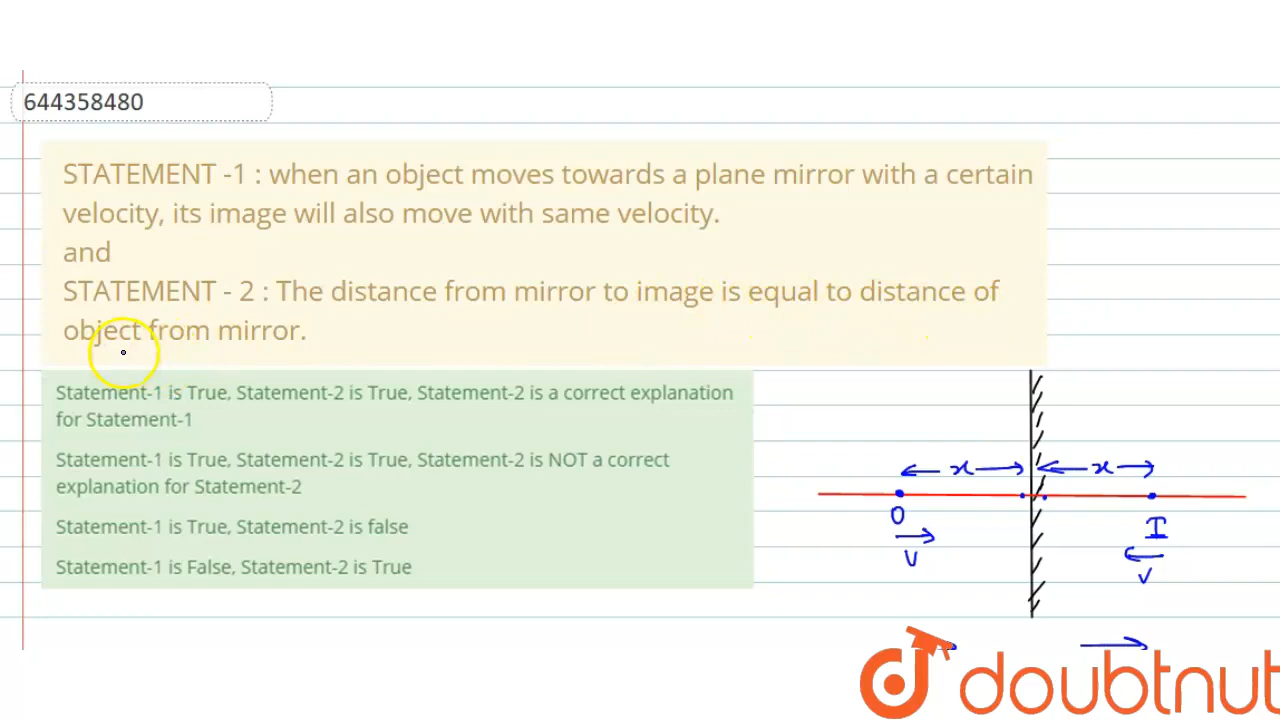 644358480
STATEMENT -1 : when an object moves towards a plane mirror with a certain
velocity, its image will also move with same velocity.
and
STATEMENT - 2 : The distance from mirror to image is equal to distance of
object from mirror.
Statement-1 is True, Statement-2 is True, Statement-2 is a correct explanation
for Statement-1
Statement-1 is True, Statement-2 is True, Statement-2 is NOT a correct
explanation for Statement-2
Statement-1 is True, Statement-2 is false
Statement-1 is False, Statement-2 is True
x x
O I
v v
doubtnut